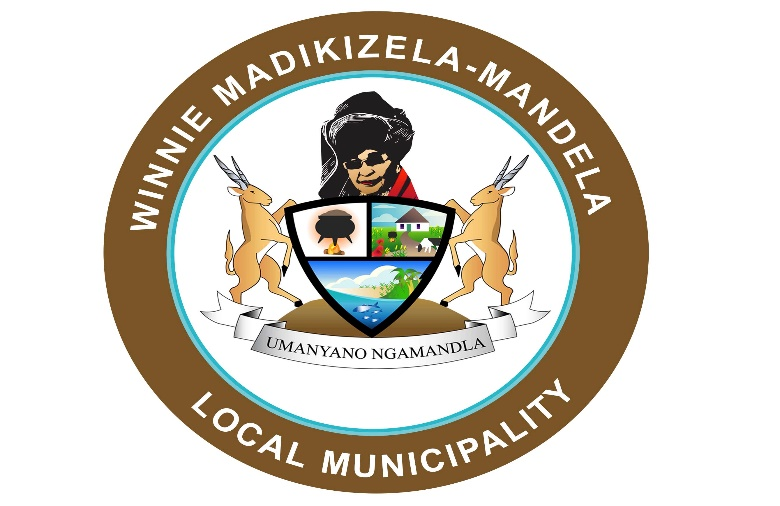 WINNIE MADIKIZELA-MANDELA
UMANYANO NGAMANDLA
LOCAL MUNICIPALITY